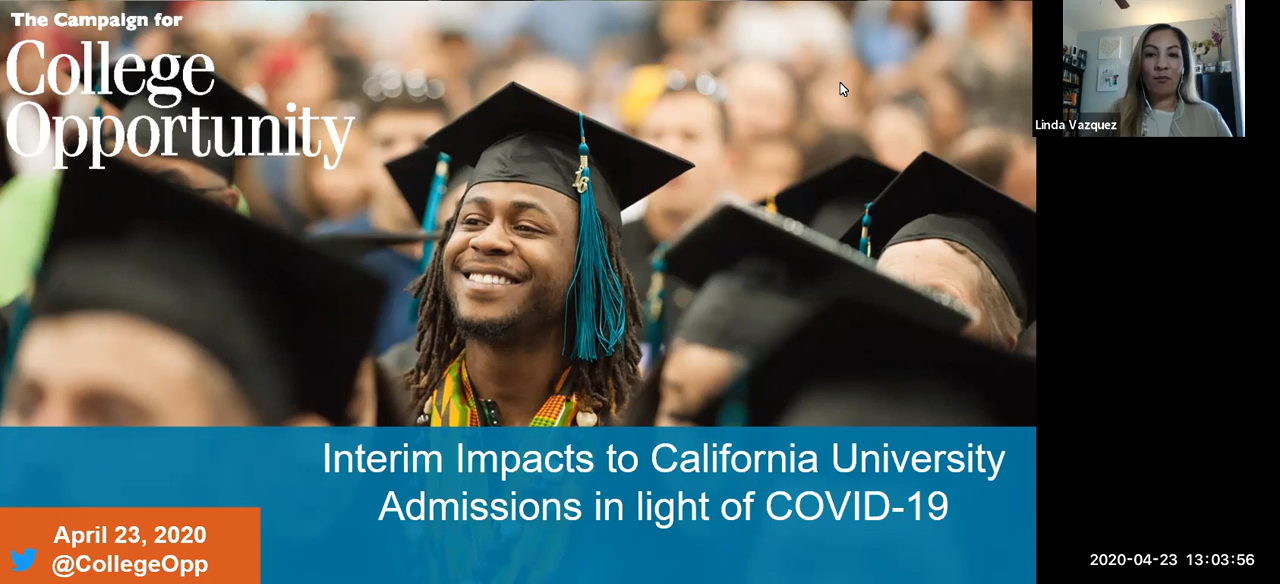 The Campaign for
College
Opportunity
Linda Vazquez
16
Interim Impacts to California University
Admissions in light of COVID-19
April 23, 2020
@CollegeOpp
2020-04-23 13:03:56